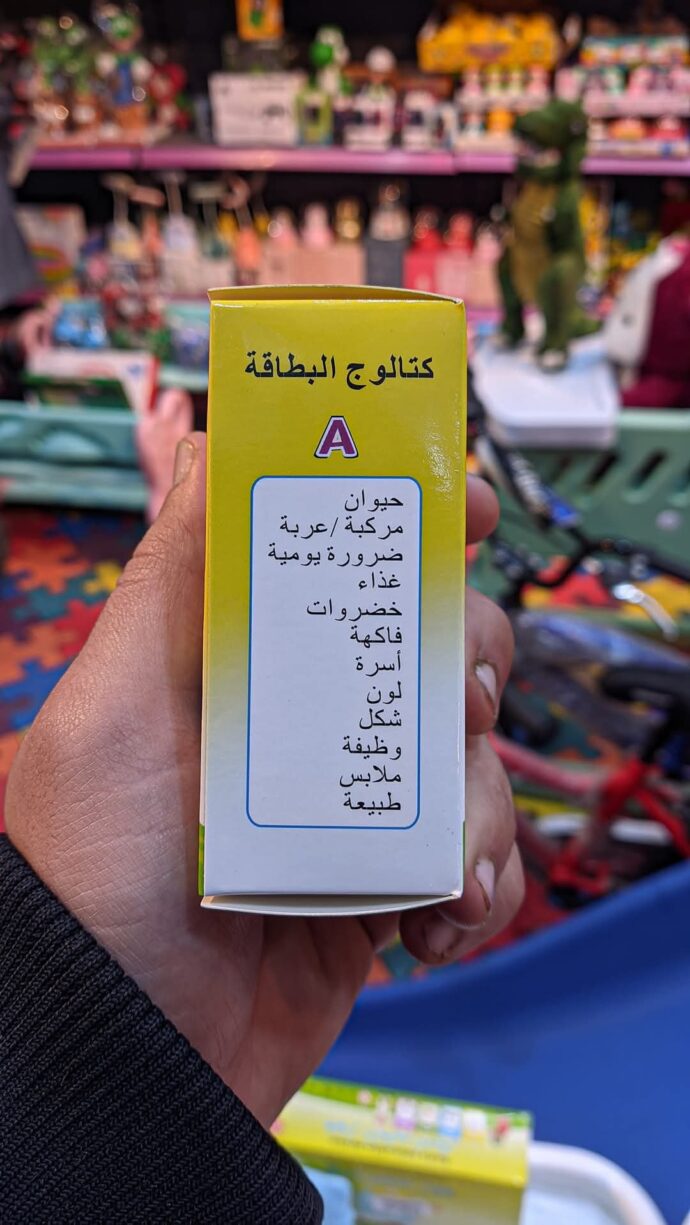 كتالوج البطاقة
A
حيوان
مركبة /عربة
ضرورة يومية
غذاء
خضروات
فاكهة
أسرة
لون
شكل
وظيفة
ملابس
طبيعة